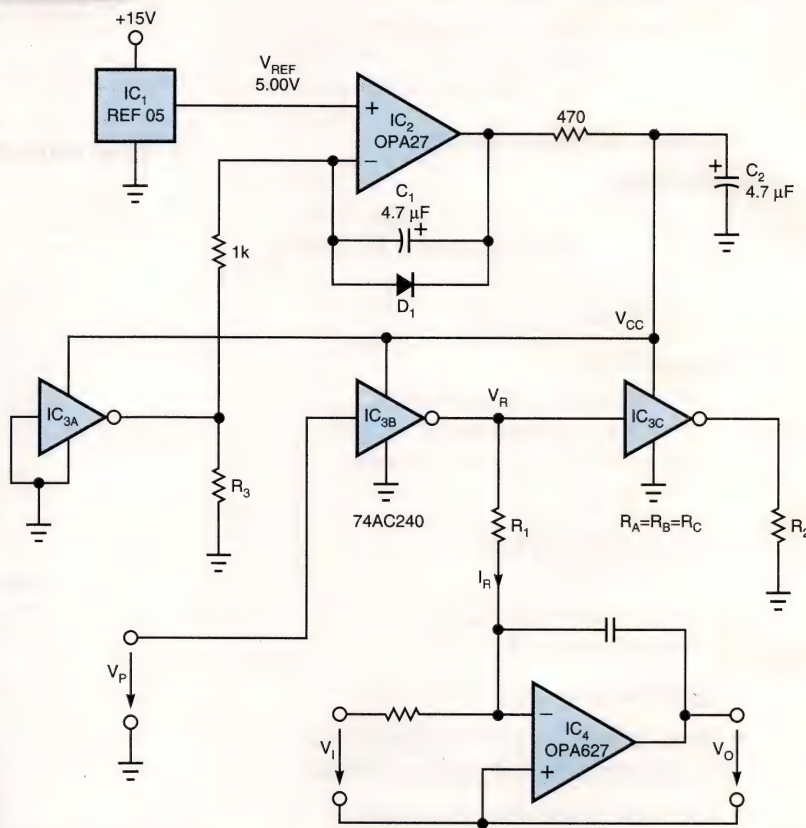 +15V
IC1
REF 05
VREF
5.00V
+
−
IC2
OPA27
470
C1
4.7 µF
+
+
C2
4.7 µF
1k
D1
VCC
IC3A
IC3B
VR
IC3C
R3
74AC240
R1
RA=RB=RC
R2
IR
VP
VI
−
+
IC4
OPA627
VO